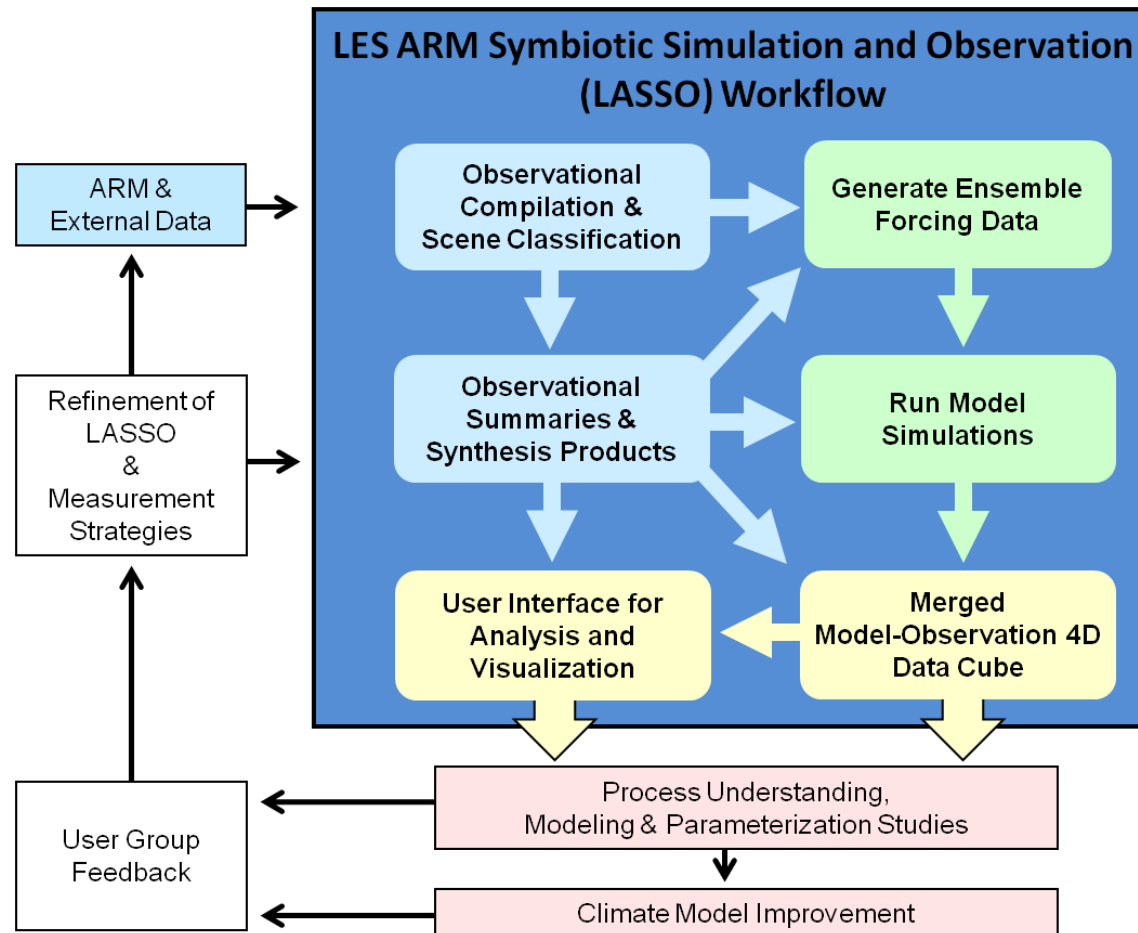 LES ARM Symbiotic Simulation and Observation
(LASSO) Workflow
ARM &
External Data
Observational
Compilation &
Scene Classification
Generate Ensemble
Forcing Data
Refinement of
LASSO
&
Measurement
Strategies
Observational
Summaries &
Synthesis Products
Run Model
Simulations
User Interface for
Analysis and
Visualization
Merged
Model-Observation 4D
Data Cube
User Group
Feedback
Process Understanding,
Modeling & Parameterization Studies
Climate Model Improvement